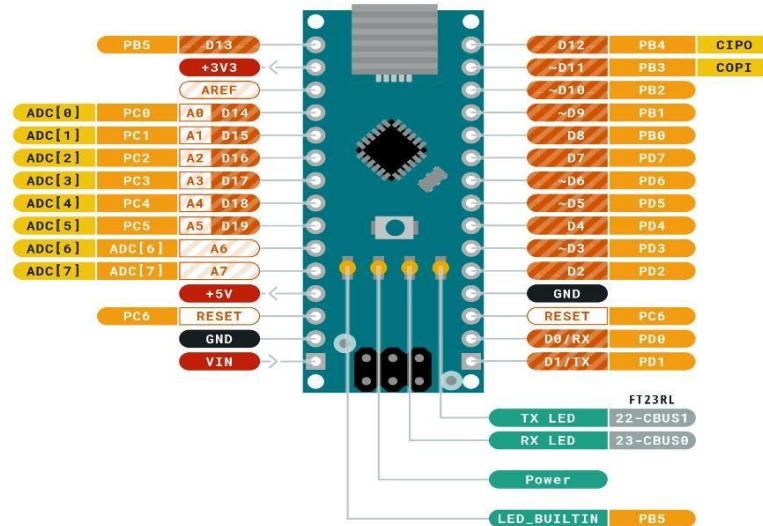 PB5 D13 D12 PB4 CIPO
+3V3 ~D11 PB3 COPI
AREF ~D10 PB2
ADC[0] PC0 A0 D14 ~D9 PB1
ADC[1] PC1 A1 D15 D8 PB0
ADC[2] PC2 A2 D16 D7 PD7
ADC[3] PC3 A3 D17 ~D6 PD6
ADC[4] PC4 A4 D18 ~D5 PD5
ADC[5] PC5 A5 D19 D4 PD4
ADC[6] ADC[6] A6 ~D3 PD3
ADC[7] ADC[7] A7 D2 PD2
+5V GND
PC6 RESET RESET PC6
GND D0/RX PD0
VIN D1/TX PD1
FT23RL
TX LED 22-CBUS1
RX LED 23-CBUS0
Power
LED_BUILTIN PB5